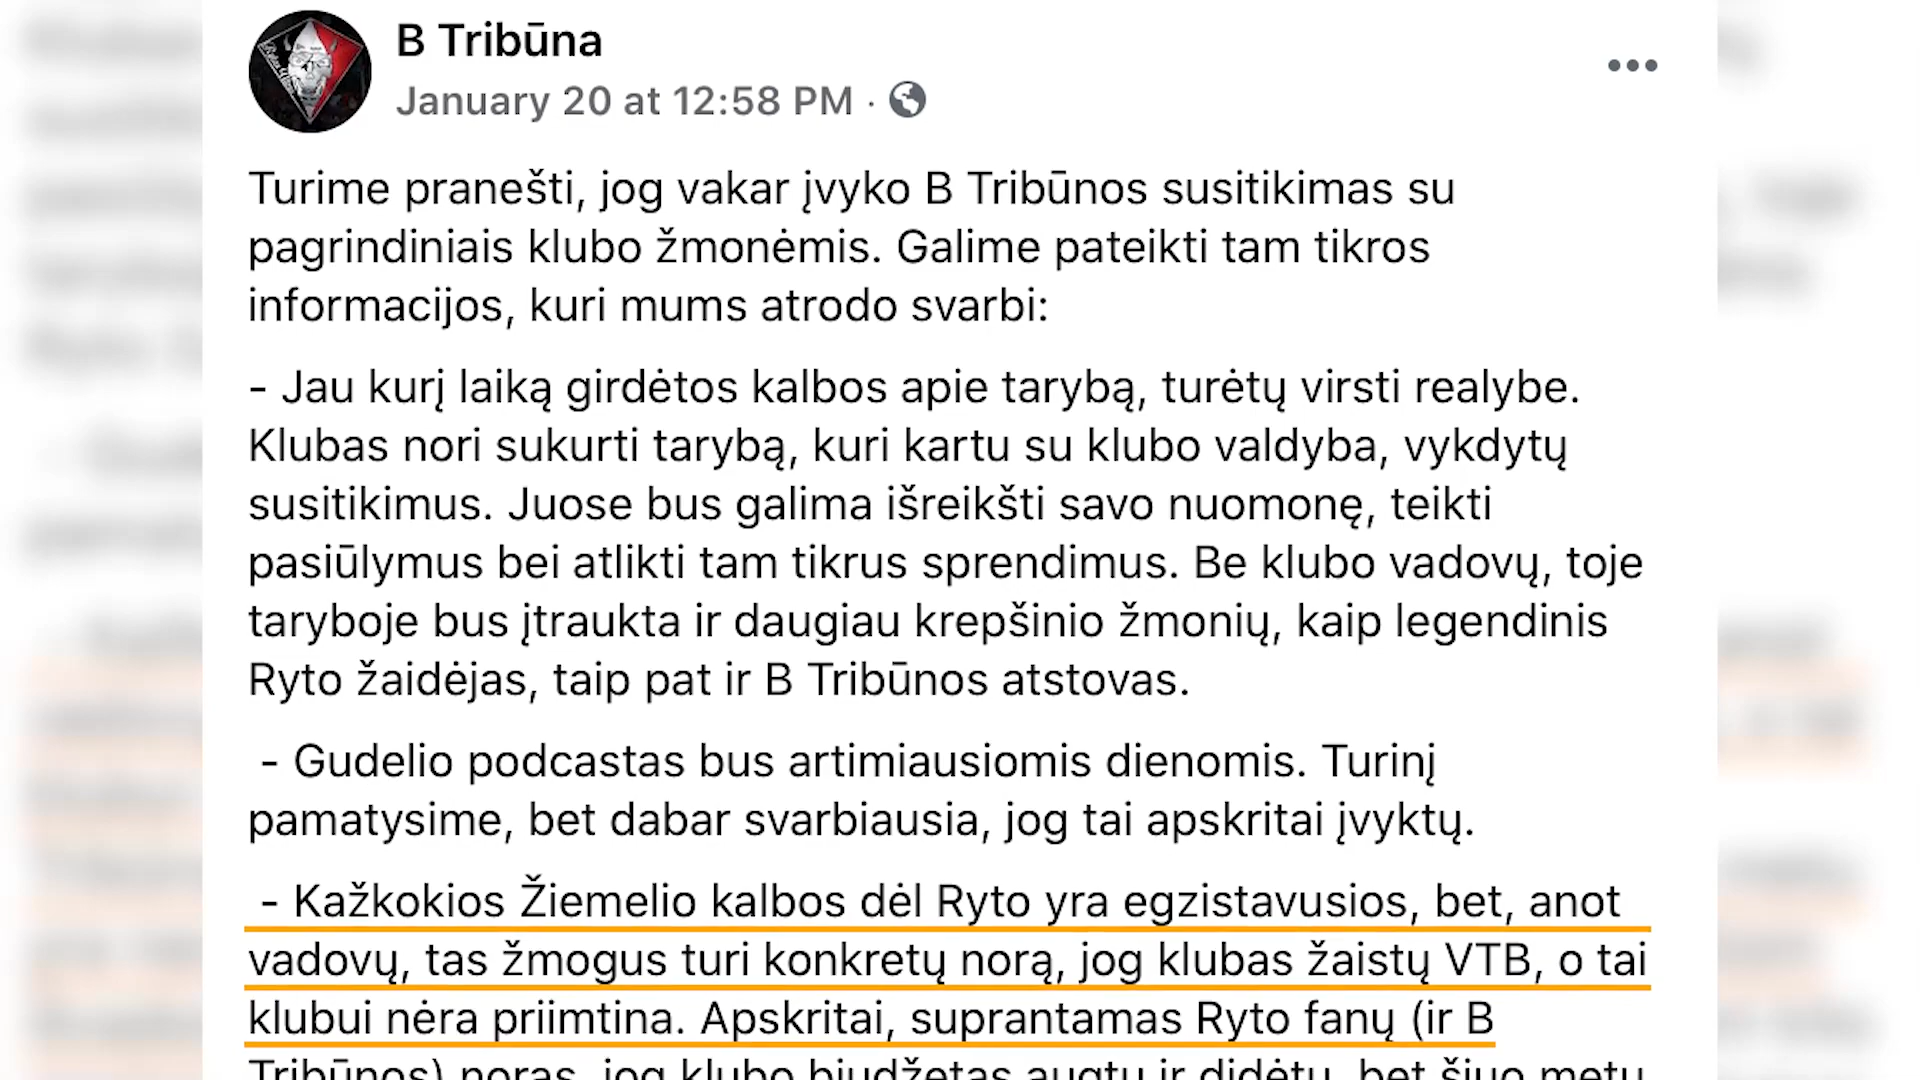 B Tribūna
January 20 at 12:58 PM ·
Turime pranešti, jog vakar įvyko B Tribūnos susitikimas su
pagrindiniais klubo žmonėmis. Galime pateikti tam tikros
informacijos, kuri mums atrodo svarbi:
- Jau kurį laiką girdėtos kalbos apie tarybą, turėtų virsti realybe.
Klubas nori sukurti tarybą, kuri kartu su klubo valdyba, vykdytų
susitikimus. Juose bus galima išreikšti savo nuomonę, teikti
pasiūlymus bei atlikti tam tikrus sprendimus. Be klubo vadovų, toje
taryboje bus įtraukta ir daugiau krepšinio žmonių, kaip legendinis
Ryto žaidėjas, taip pat ir B Tribūnos atstovas.
- Gudelio podcastas bus artimiausiomis dienomis. Turinį
pamatysime, bet dabar svarbiausia, jog tai apskritai įvyktų.
- Kažkokios Žiemelio kalbos dėl Ryto yra egzistavusios, bet, anot
vadovų, tas žmogus turi konkretų norą, jog klubas žaistų VTB, o tai
klubui nėra priimtina. Apskritai, suprantamas Ryto fanų (ir B
Tribūnos) noras, jog klubo biudžetas augtų ir didėtų, bet šiuo metu